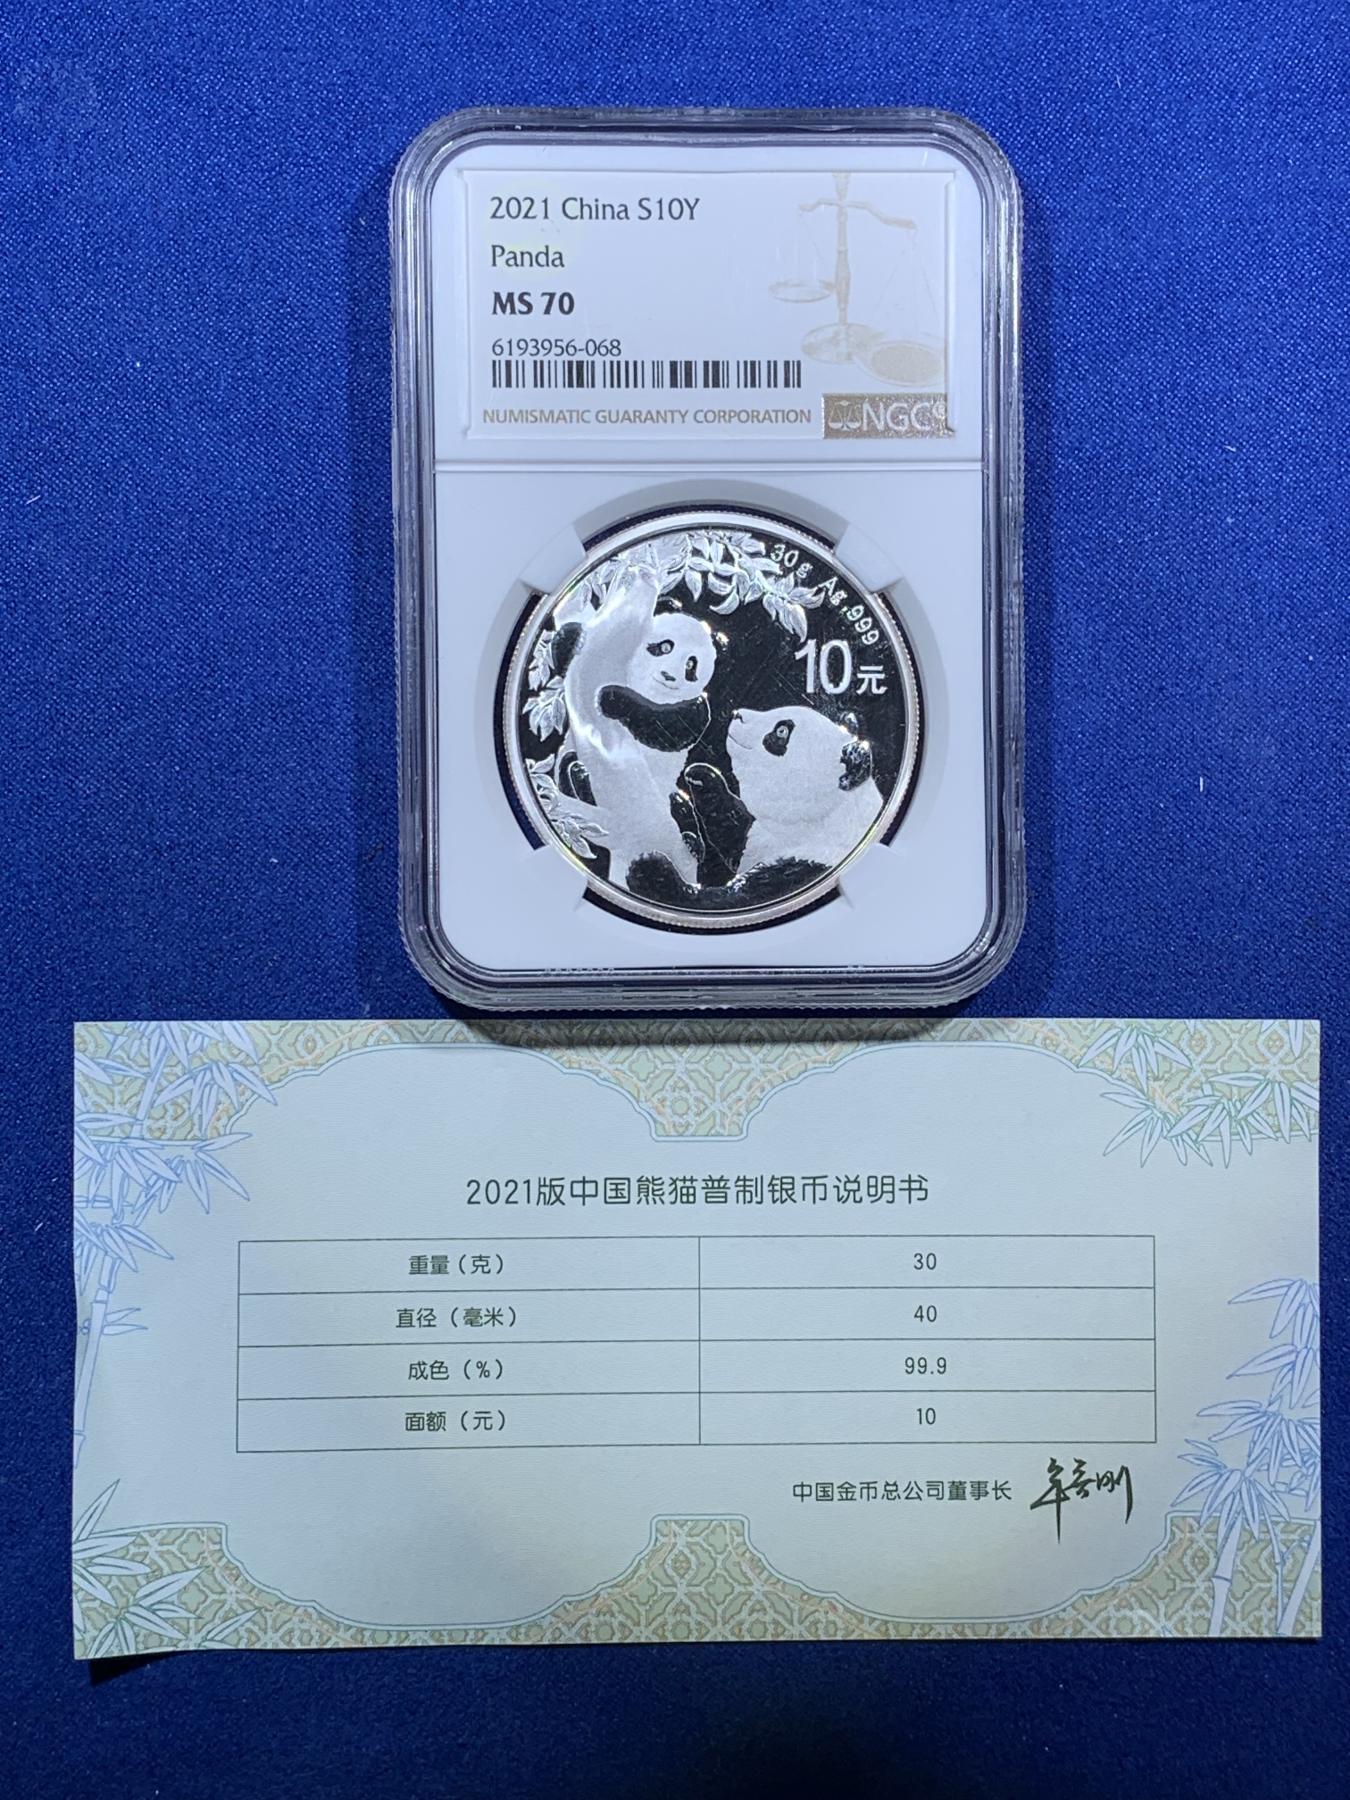 2021 China S10Y
Panda
MS 70
6193956-068
NUMISMATIC GUARANTY CORPORATION
NGC
30g Ag.999
10元
2021版中国熊猫普制银币说明书
重量（克） 30
直径（毫米） 40
成色（%） 99.9
面额（元） 10
中国金币总公司董事长